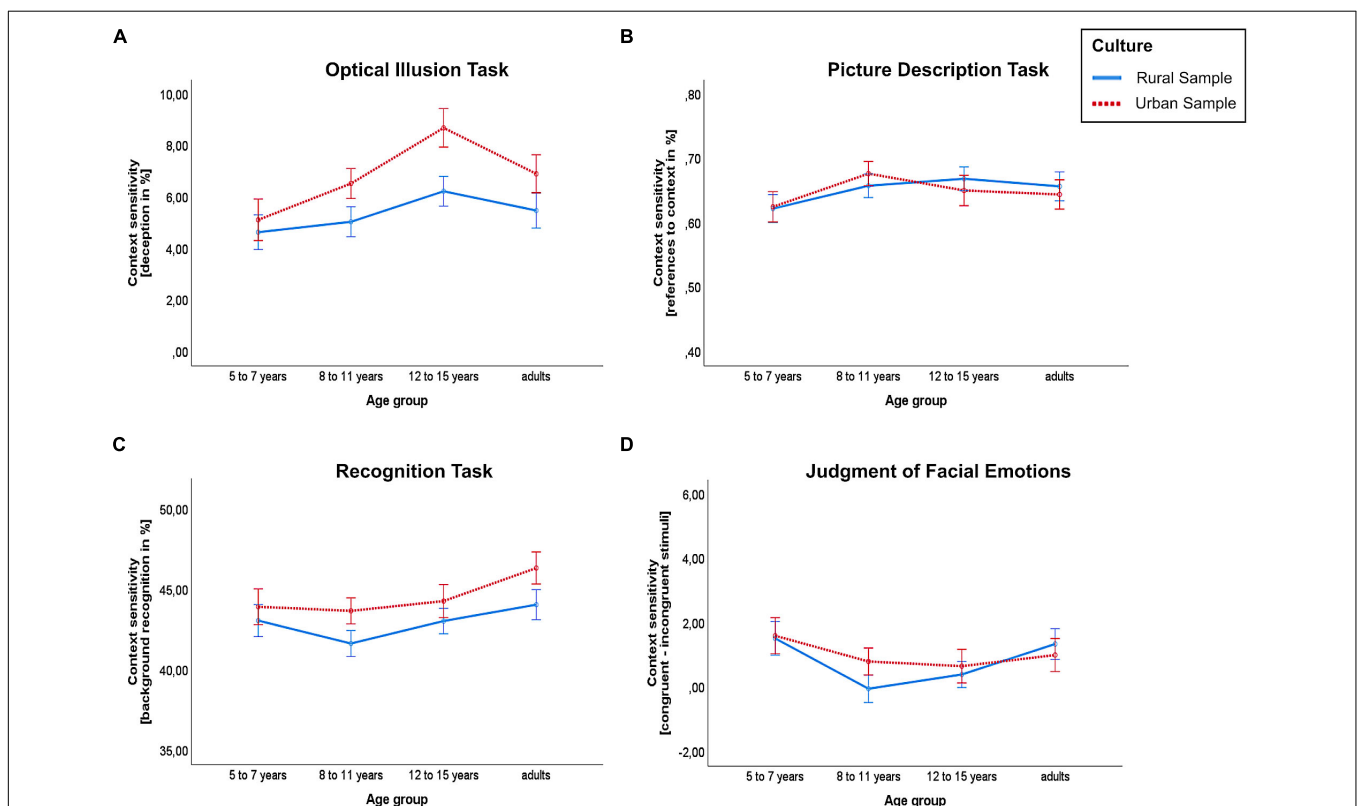 A
Optical Illusion Task
Context sensitivity
[deception in %]
10,00
8,00
6,00
4,00
2,00
,00
5 to 7 years
8 to 11 years
12 to 15 years
adults
Age group
B
Picture Description Task
Context sensitivity
[references to context in %]
,80
,70
,60
,50
,40
5 to 7 years
8 to 11 years
12 to 15 years
adults
Age group
Culture
Rural Sample
Urban Sample
C
Recognition Task
Context sensitivity
[background recognition in %]
50,00
45,00
40,00
35,00
5 to 7 years
8 to 11 years
12 to 15 years
adults
Age group
D
Judgment of Facial Emotions
Context sensitivity
[congruent - incongruent stimuli]
6,00
4,00
2,00
,00
-2,00
5 to 7 years
8 to 11 years
12 to 15 years
adults
Age group